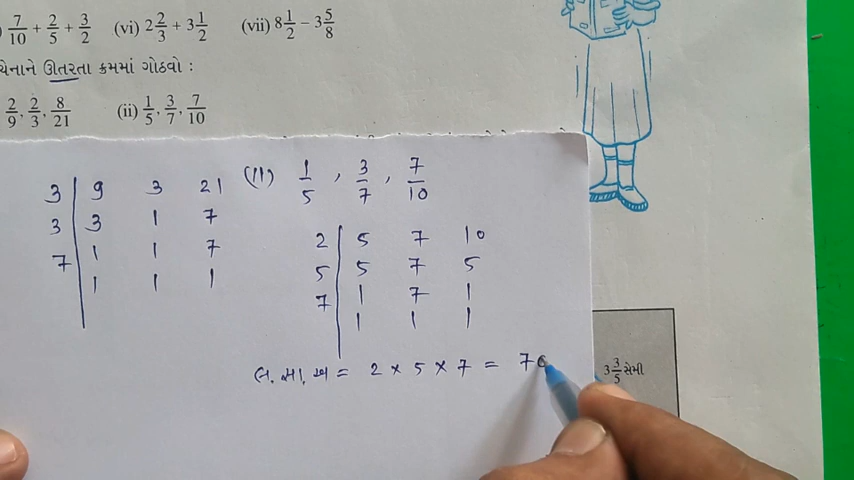 7/10 + 2/5 + 3/2 (vi) 2 2/3 + 3 1/2 (vii) 8 1/2 − 3 5/8
ઊતરતા ક્રમમાં ગોઠવો :
2/9, 2/3, 8/21 (ii) 1/5, 3/7, 7/10
(II) 1/5 , 3/7 , 7/10
3 | 9 3 21
3 | 3 1 7
7 | 1 1 7
1 1 1
2 | 5 7 10
5 | 5 7 5
7 | 1 7 1
1 1 1
લ. સા. અ = 2 × 5 × 7 = 70
3 3/5 સેમી